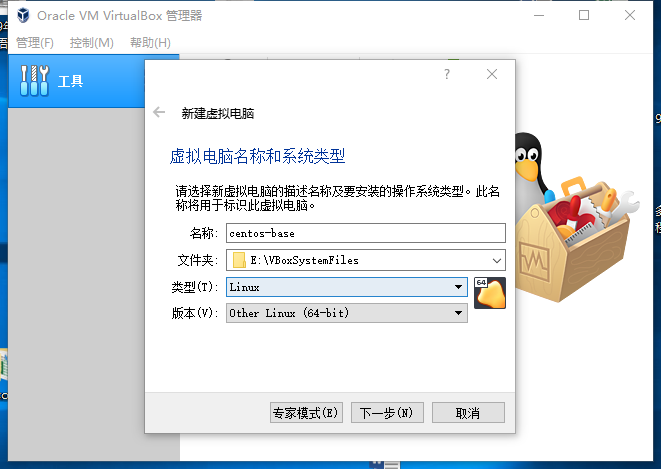 Oracle VM VirtualBox 管理器
管理(F) 控制(M) 帮助(H)
工具
?
新建虚拟电脑
虚拟电脑名称和系统类型
请选择新虚拟电脑的描述名称及要安装的操作系统类型。此名
称将用于标识此虚拟电脑。
名称: centos-base
文件夹: E:\VBoxSystemFiles
类型(T): Linux
64
版本(V): Other Linux (64-bit)
专家模式(E) 下一步(N) 取消